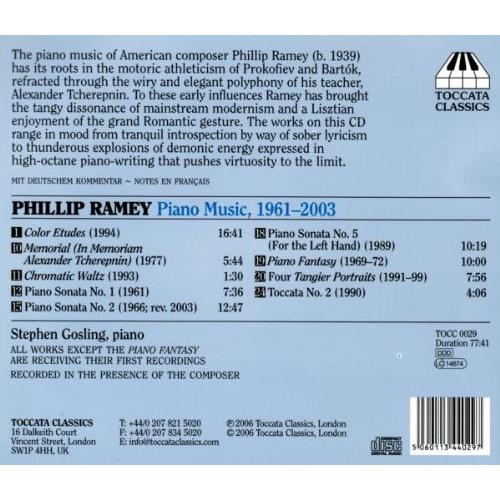 The piano music of American composer Phillip Ramey (b. 1939)
has its roots in the motoric athleticism of Prokofiev and Bartók,
refracted through the wiry and elegant polyphony of his teacher,
Alexander Tcherepnin. To these early influences Ramey has brought
the tangy dissonance of mainstream modernism and a Lisztian
enjoyment of the grand Romantic gesture. The works on this CD
range in mood from tranquil introspection by way of sober lyricism
to thunderous explosions of demonic energy expressed in
high-octane piano-writing that pushes virtuosity to the limit.
TOCCATA
CLASSICS
MIT DEUTSCHEM KOMMENTAR – NOTES EN FRANÇAIS
PHILLIP RAMEY Piano Music, 1961–2003
1 Color Etudes (1994) 16:41
10 Memorial (In Memoriam
Alexander Tcherepnin) (1977) 5:44
11 Chromatic Waltz (1993) 1:30
12 Piano Sonata No. 1 (1961) 7:36
15 Piano Sonata No. 2 (1966; rev. 2003) 12:47
18 Piano Sonata No. 5
(For the Left Hand) (1989) 10:19
19 Piano Fantasy (1969–72) 10:00
20 Four Tangier Portraits (1991–99) 7:56
24 Toccata No. 2 (1990) 4:06
Stephen Gosling, piano
ALL WORKS EXCEPT THE PIANO FANTASY
ARE RECEIVING THEIR FIRST RECORDINGS
RECORDED IN THE PRESENCE OF THE COMPOSER
TOCC 0029
Duration 77:41
DDD
LC 14674
TOCCATA CLASSICS
16 Dalkeith Court
Vincent Street, London
SW1P 4HH, UK
T: +44/0 207 821 5020
F: +44/0 207 834 5020
E: info@toccataclassics.com
℗ 2006 Toccata Classics, London
© 2006 Toccata Classics, London
COMPACT
disc
DIGITAL AUDIO
5 060113 440297